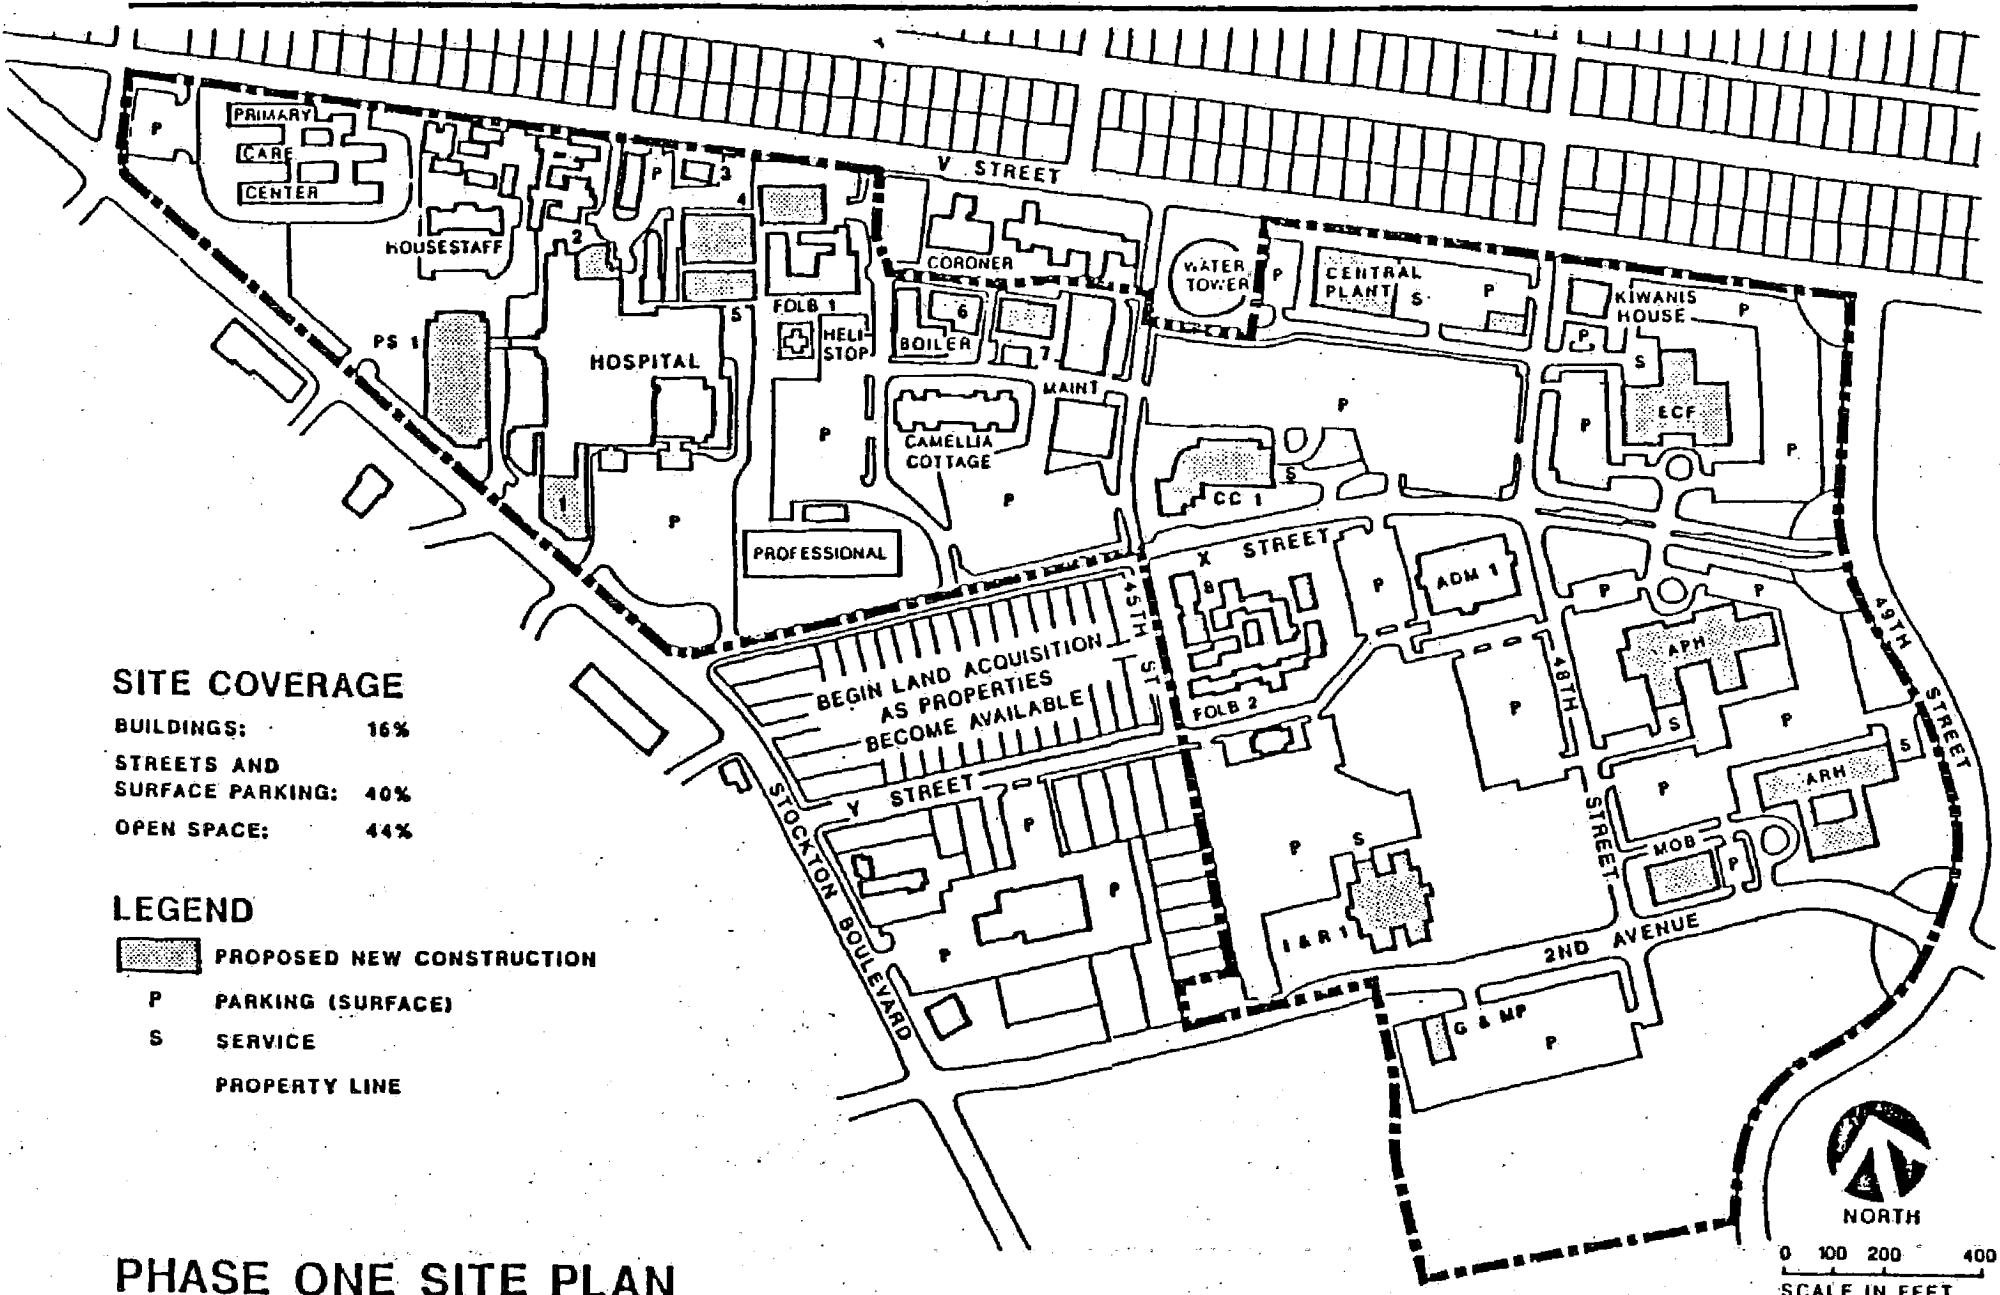 V STREET
P
PRIMARY
CARE
CENTER
HOUSESTAFF
2
P
3
4
5
CORONER
WATER
TOWER
P
CENTRAL
PLANT
S
P
KIWANIS
HOUSE
P
P
S
ECF
P
P
PS 1
HOSPITAL
FOLB 1
HELI-
STOP
BOILER
6
7
MAINT
CAMELLIA
COTTAGE
P
P
P
S
CC 1
1
P
PROFESSIONAL
X STREET
8
45TH ST
P
ADM 1
P
P
APH
49TH STREET
48TH STREET
S
P
S
ARH
P
MOB
P
P
FOLB 2
BEGIN LAND ACQUISITION
AS PROPERTIES
BECOME AVAILABLE
Y STREET
STOCKTON BOULEVARD
P
P
P
P
S
I & R 1
2ND AVENUE
G & MP
P
SITE COVERAGE
BUILDINGS: 16%
STREETS AND
SURFACE PARKING: 40%
OPEN SPACE: 44%
LEGEND
PROPOSED NEW CONSTRUCTION
P PARKING (SURFACE)
S SERVICE
PROPERTY LINE
NORTH
0 100 200 400
SCALE IN FEET
PHASE ONE SITE PLAN